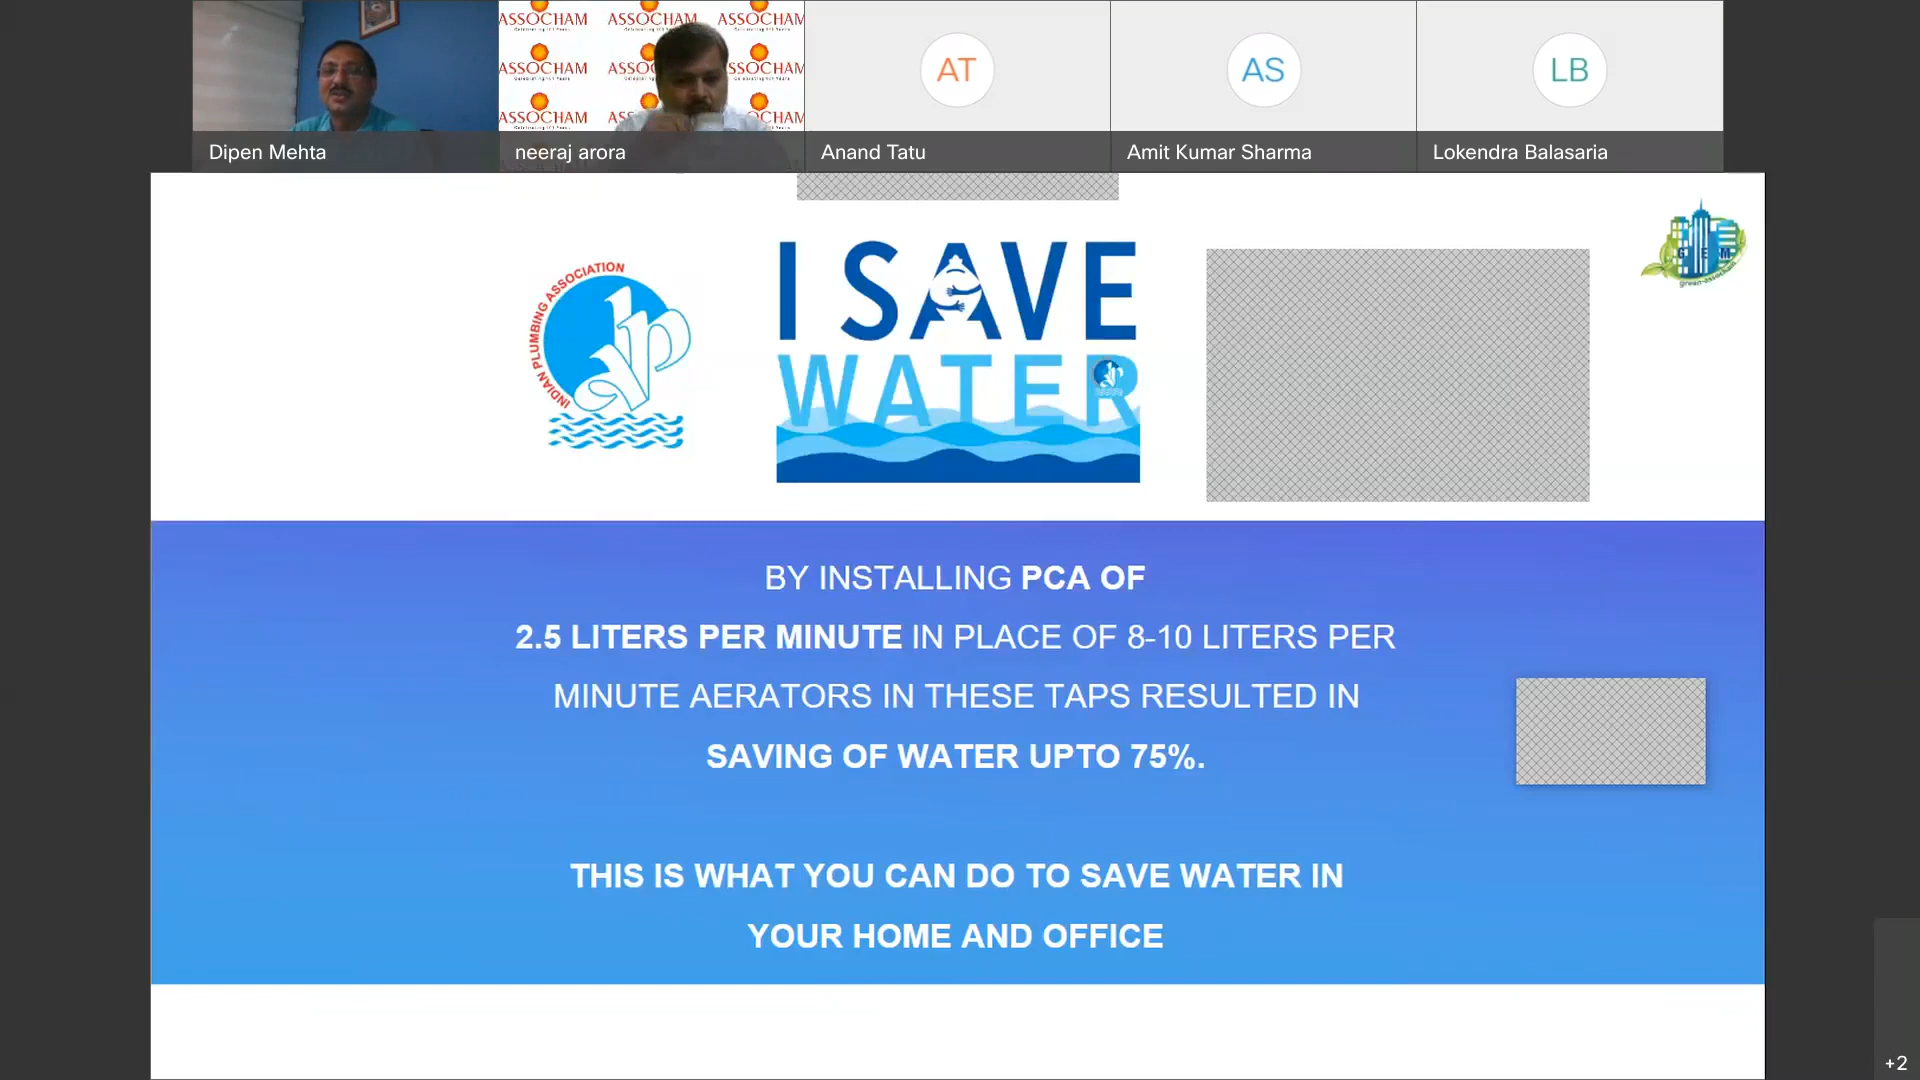 ASSOCHAM ASSOCHAM ASSOCHAM
ASSOCHAM
ASSOCHAM
Dipen Mehta
neeraj arora
AT
Anand Tatu
AS
Amit Kumar Sharma
LB
Lokendra Balasaria
INDIAN PLUMBING ASSOCIATION
I SAVE
WATER
GEM
BY INSTALLING PCA OF
2.5 LITERS PER MINUTE IN PLACE OF 8-10 LITERS PER
MINUTE AERATORS IN THESE TAPS RESULTED IN
SAVING OF WATER UPTO 75%.
THIS IS WHAT YOU CAN DO TO SAVE WATER IN
YOUR HOME AND OFFICE
+2